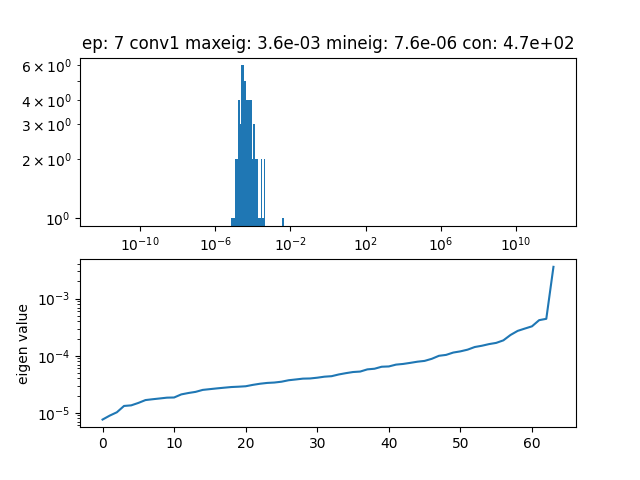 ep: 7 conv1 maxeig: 3.6e-03 mineig: 7.6e-06 con: 4.7e+02
6 × 10⁰
4 × 10⁰
3 × 10⁰
2 × 10⁰
10⁰
10⁻¹⁰ 10⁻⁶ 10⁻² 10² 10⁶ 10¹⁰
eigen value
10⁻³
10⁻⁴
10⁻⁵
0 10 20 30 40 50 60